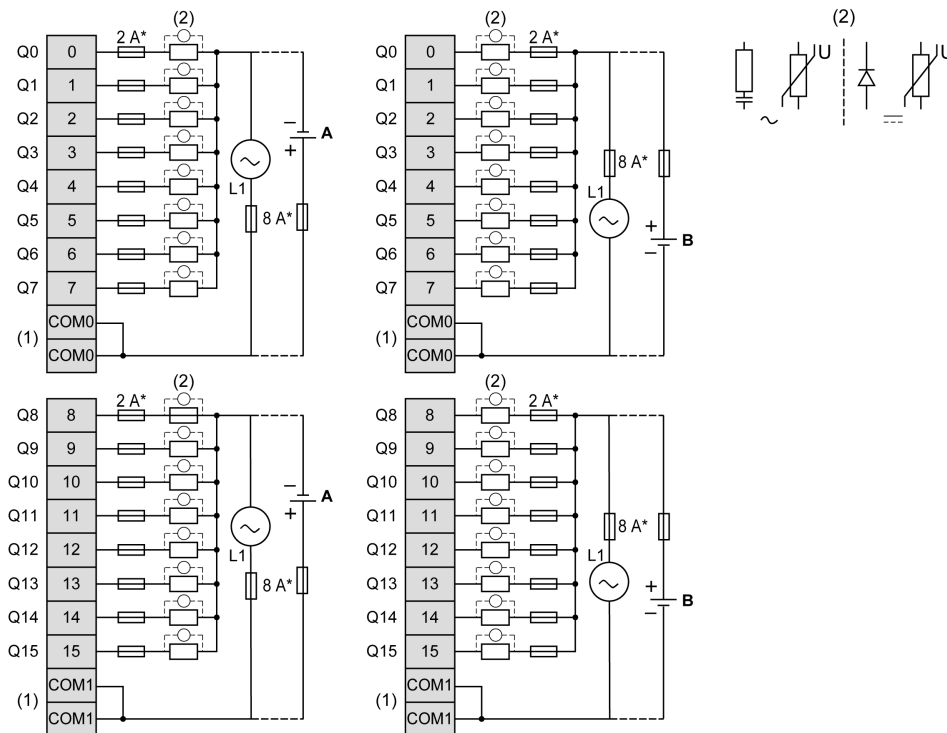 (2) (2) (2)
Q0 0 2 A* Q0 0 2 A* U U
Q1 1 Q1 1
Q2 2 Q2 2
− A
Q3 3 + Q3 3 8 A*
Q4 4 L1 Q4 4 L1
Q5 5 8 A* Q5 5 +
Q6 6 Q6 6 − B
Q7 7 Q7 7
COM0 COM0
(1) (1)
COM0 COM0
(2) (2)
Q8 8 2 A* Q8 8 2 A*
Q9 9 Q9 9
Q10 10 − A Q10 10
Q11 11 + Q11 11 8 A*
Q12 12 L1 Q12 12 L1
Q13 13 8 A* Q13 13 +
Q14 14 Q14 14 − B
Q15 15 Q15 15
COM1 COM1
(1) (1)
COM1 COM1